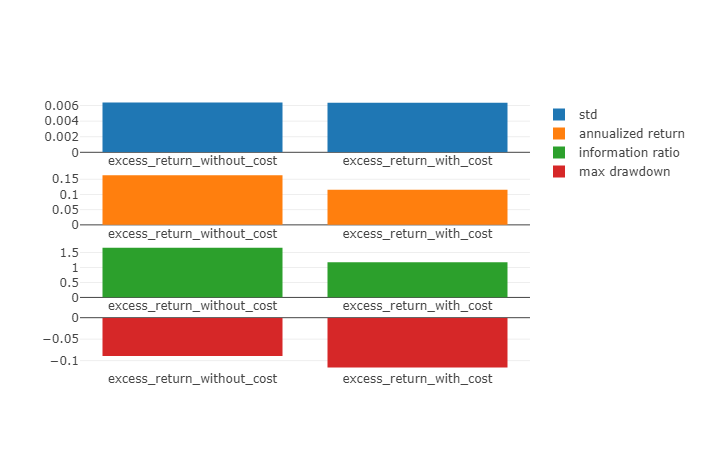 0.006
0.004
0.002
0
excess_return_without_cost excess_return_with_cost
0.15
0.1
0.05
0
excess_return_without_cost excess_return_with_cost
1.5
1
0.5
0
excess_return_without_cost excess_return_with_cost
0
−0.05
−0.1
excess_return_without_cost excess_return_with_cost
std
annualized return
information ratio
max drawdown